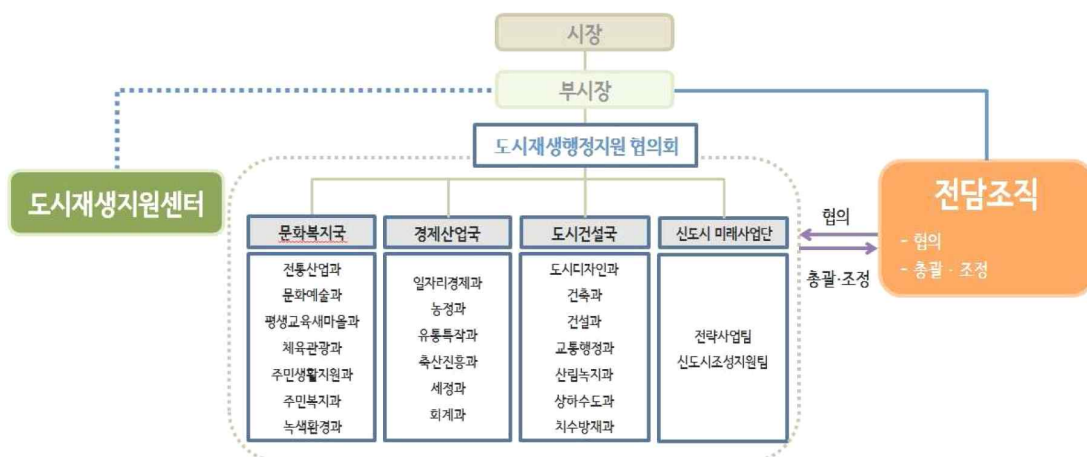 시장
부시장
도시재생행정지원 협의회
도시재생지원센터
전담조직
- 협의
- 총괄 · 조정
협의
총괄·조정
문화복지국
전통산업과
문화예술과
평생교육새마을과
체육관광과
주민생활지원과
주민복지과
녹색환경과
경제산업국
일자리경제과
농정과
유통특작과
축산진흥과
세정과
회계과
도시건설국
도시디자인과
건축과
건설과
교통행정과
산림녹지과
상하수도과
치수방재과
신도시 미래사업단
전략사업팀
신도시조성지원팀